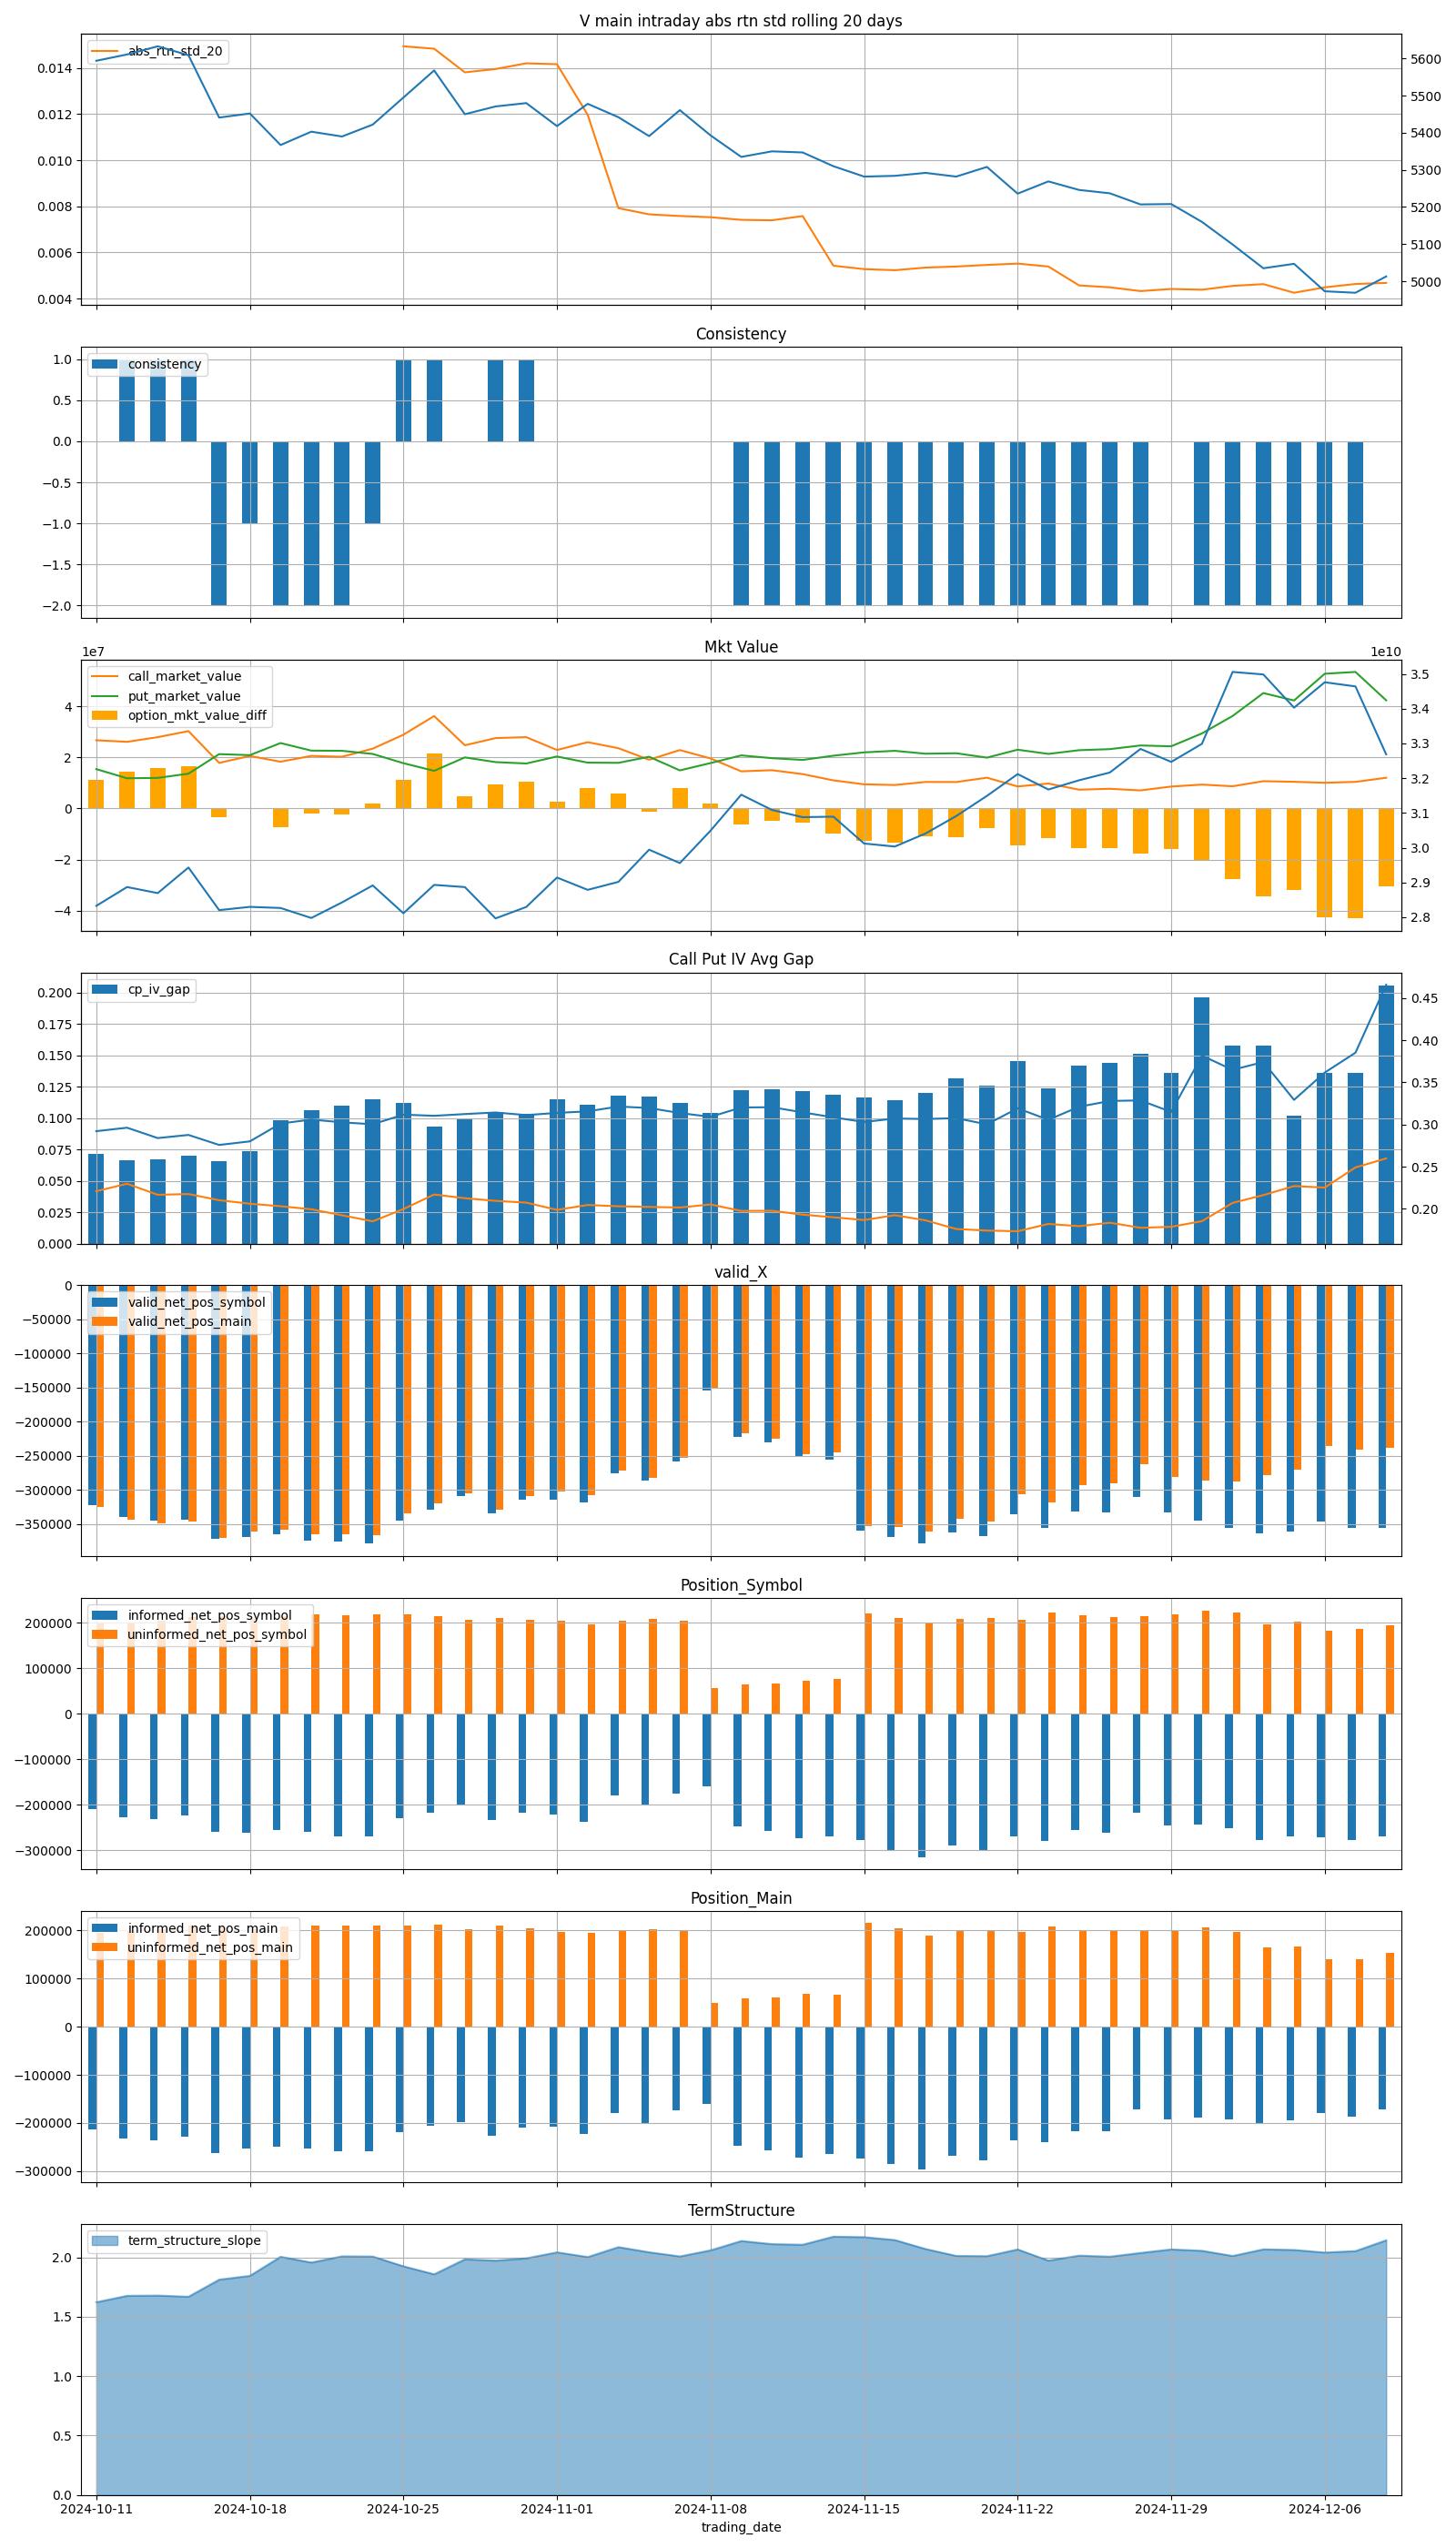 V main intraday abs rtn std rolling 20 days
abs_rtn_std_20
0.014
0.012
0.010
0.008
0.006
0.004
5600
5500
5400
5300
5200
5100
5000
Consistency
consistency
1.0
0.5
0.0
−0.5
−1.0
−1.5
−2.0
Mkt Value
1e7
1e10
call_market_value
put_market_value
option_mkt_value_diff
4
2
0
−2
−4
3.5
3.4
3.3
3.2
3.1
3.0
2.9
2.8
Call Put IV Avg Gap
cp_iv_gap
0.200
0.175
0.150
0.125
0.100
0.075
0.050
0.025
0.000
0.45
0.40
0.35
0.30
0.25
0.20
valid_X
valid_net_pos_symbol
valid_net_pos_main
0
−50000
−100000
−150000
−200000
−250000
−300000
−350000
Position_Symbol
informed_net_pos_symbol
uninformed_net_pos_symbol
200000
100000
0
−100000
−200000
−300000
Position_Main
informed_net_pos_main
uninformed_net_pos_main
200000
100000
0
−100000
−200000
−300000
TermStructure
term_structure_slope
2.0
1.5
1.0
0.5
0.0
2024-10-11 2024-10-18 2024-10-25 2024-11-01 2024-11-08 2024-11-15 2024-11-22 2024-11-29 2024-12-06
trading_date